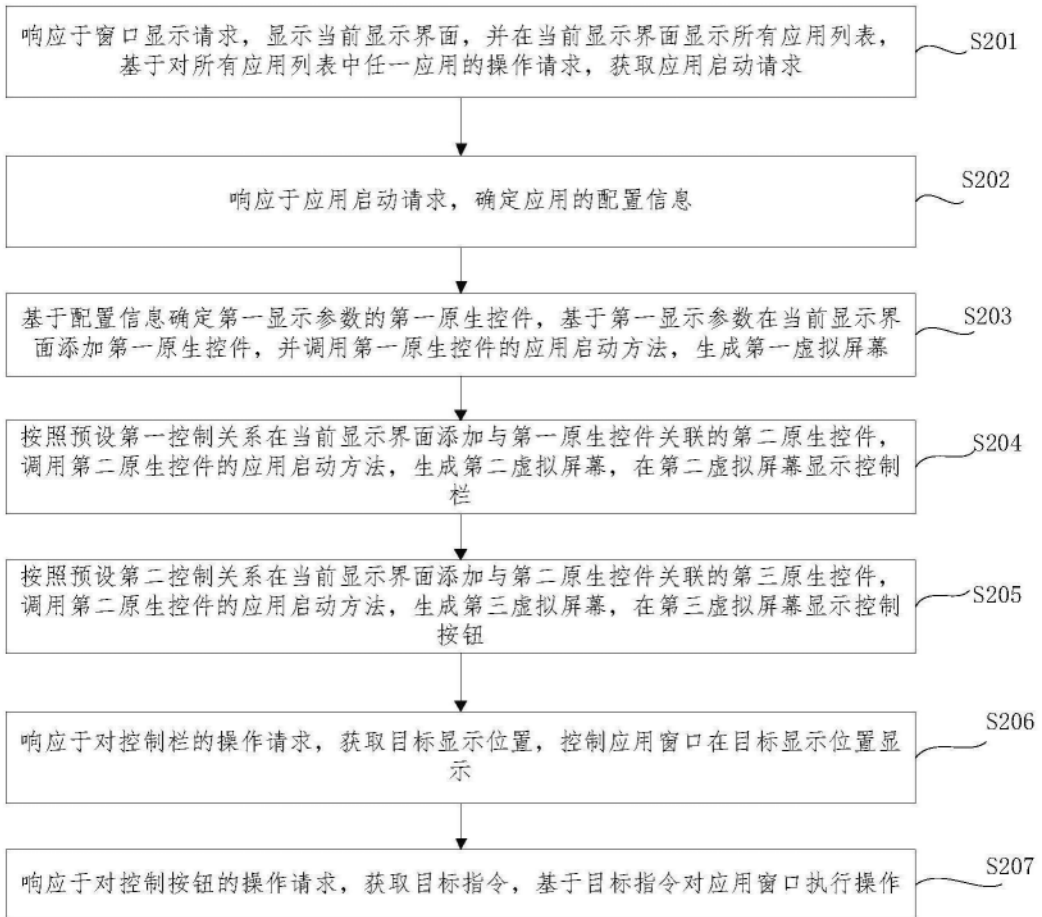 响应于窗口显示请求，显示当前显示界面，并在当前显示界面显示所有应用列表，
基于对所有应用列表中任一应用的操作请求，获取应用启动请求
S201
响应于应用启动请求，确定应用的配置信息
S202
基于配置信息确定第一显示参数的第一原生控件，基于第一显示参数在当前显示界
面添加第一原生控件，并调用第一原生控件的应用启动方法，生成第一虚拟屏幕
S203
按照预设第一控制关系在当前显示界面添加与第一原生控件关联的第二原生控件，
调用第二原生控件的应用启动方法，生成第二虚拟屏幕，在第二虚拟屏幕显示控制
栏
S204
按照预设第二控制关系在当前显示界面添加与第二原生控件关联的第三原生控件，
调用第二原生控件的应用启动方法，生成第三虚拟屏幕，在第三虚拟屏幕显示控制
按钮
S205
响应于对控制栏的操作请求，获取目标显示位置，控制应用窗口在目标显示位置显
示
S206
响应于对控制按钮的操作请求，获取目标指令，基于目标指令对应用窗口执行操作
S207